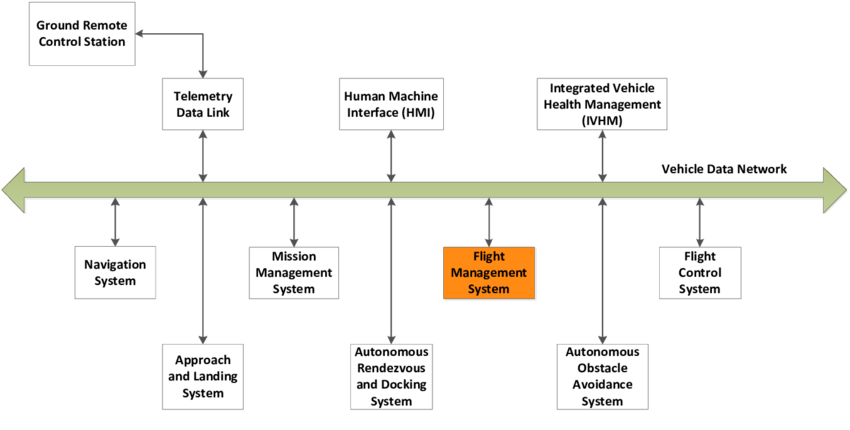 Ground Remote
Control Station
Telemetry
Data Link
Human Machine
Interface (HMI)
Integrated Vehicle
Health Management
(IVHM)
Vehicle Data Network
Navigation
System
Mission
Management
System
Flight
Management
System
Flight
Control
System
Approach
and Landing
System
Autonomous
Rendezvous
and Docking
System
Autonomous
Obstacle
Avoidance
System